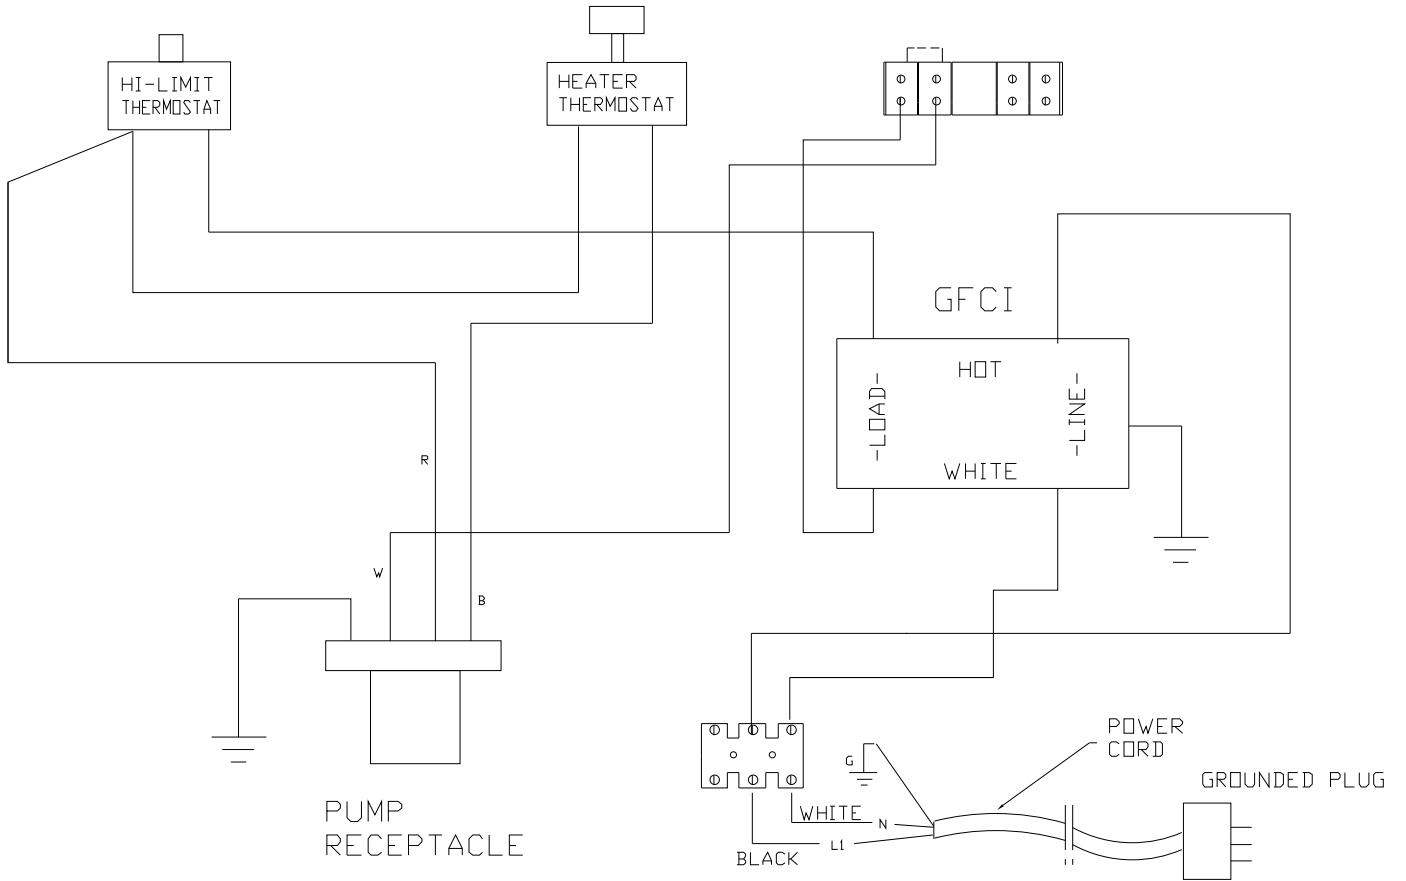 HI-LIMIT
THERMOSTAT
HEATER
THERMOSTAT
GFCI
HOT
-LOAD-
-LINE-
WHITE
R
W
B
POWER
CORD
G
GROUNDED PLUG
WHITE
N
L1
BLACK
PUMP
RECEPTACLE